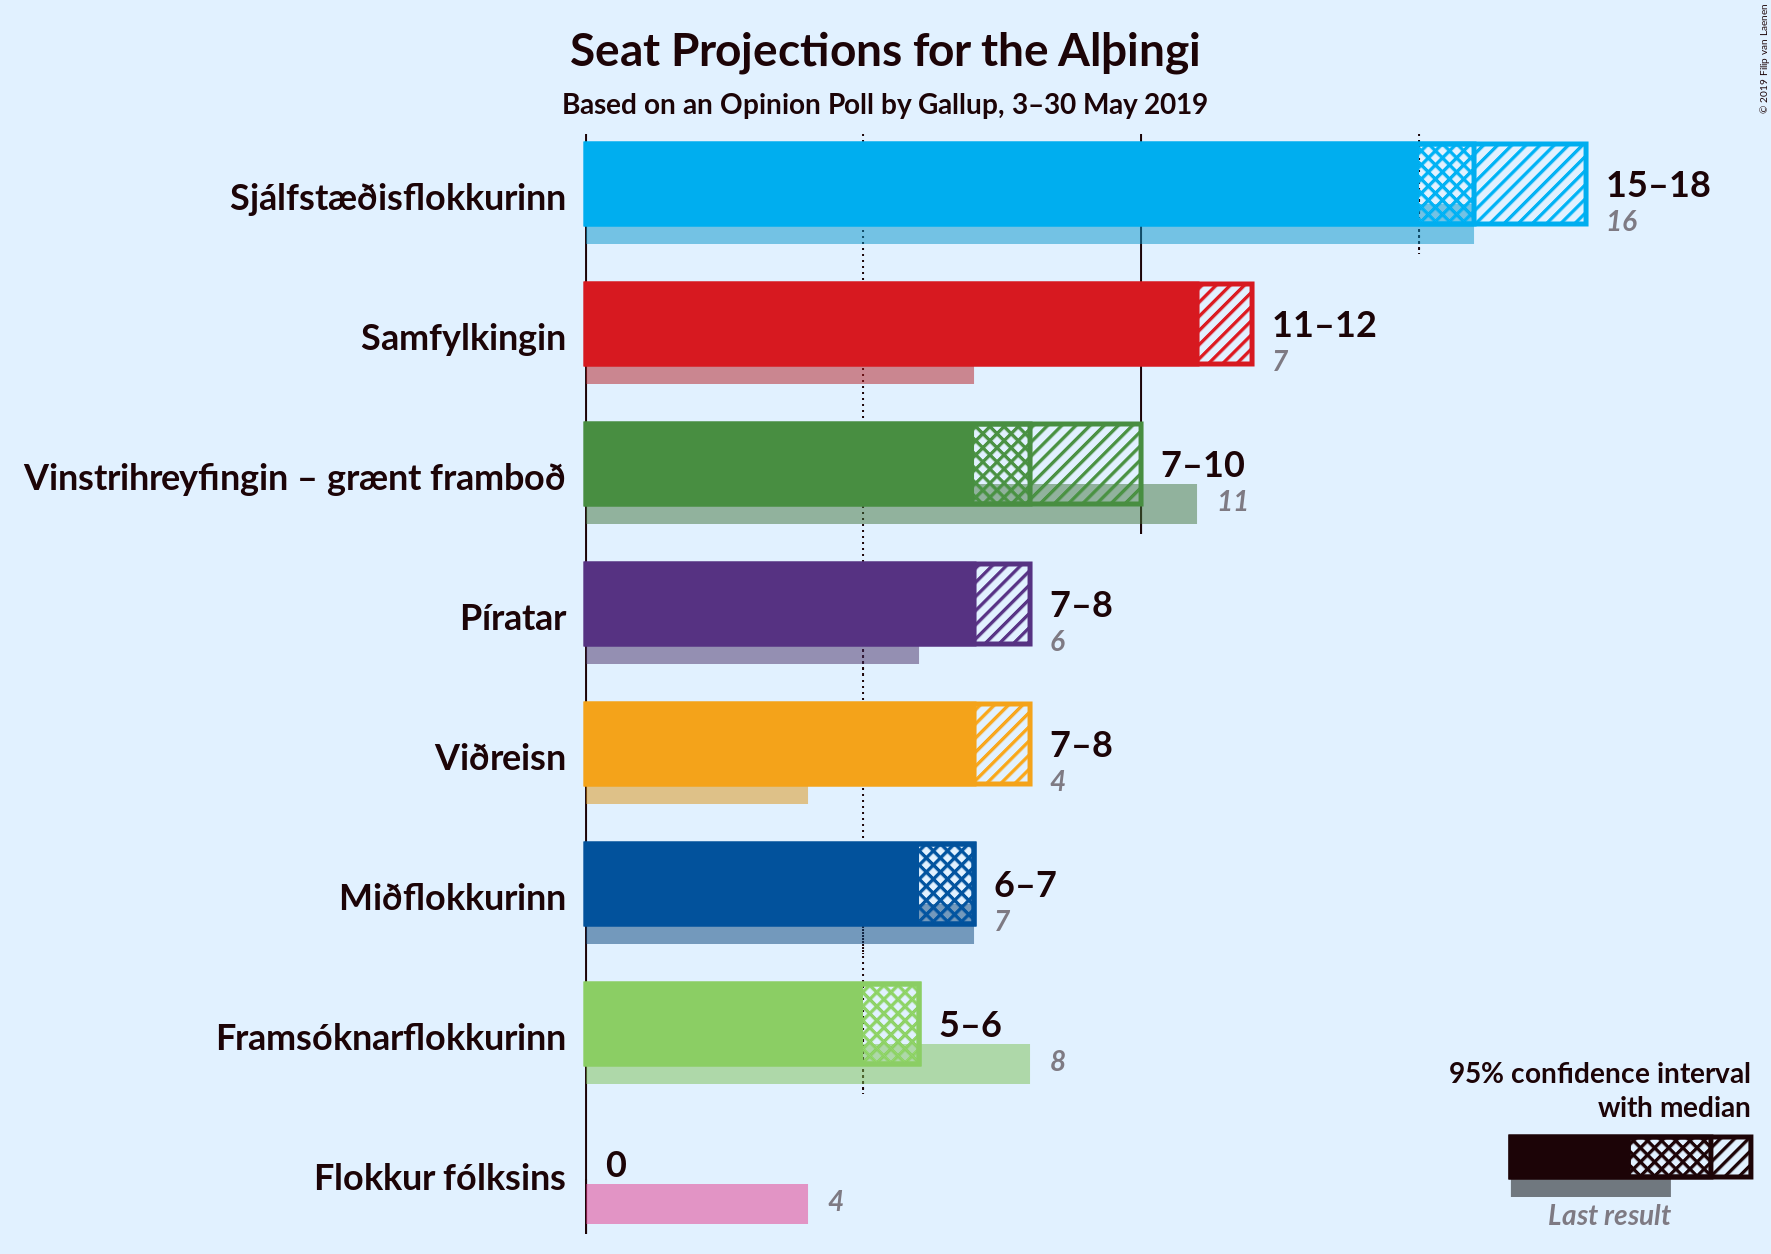 Seat Projections for the Alþingi
Based on an Opinion Poll by Gallup, 3–30 May 2019
© 2019 Filip van Laenen
Sjálfstæðisflokkurinn
15–18
16
Samfylkingin
11–12
7
Vinstrihreyfingin – grænt framboð
7–10
11
Píratar
7–8
6
Viðreisn
7–8
4
Miðflokkurinn
6–7
7
Framsóknarflokkurinn
5–6
8
Flokkur fólksins
0
4
95% confidence interval
with median
Last result